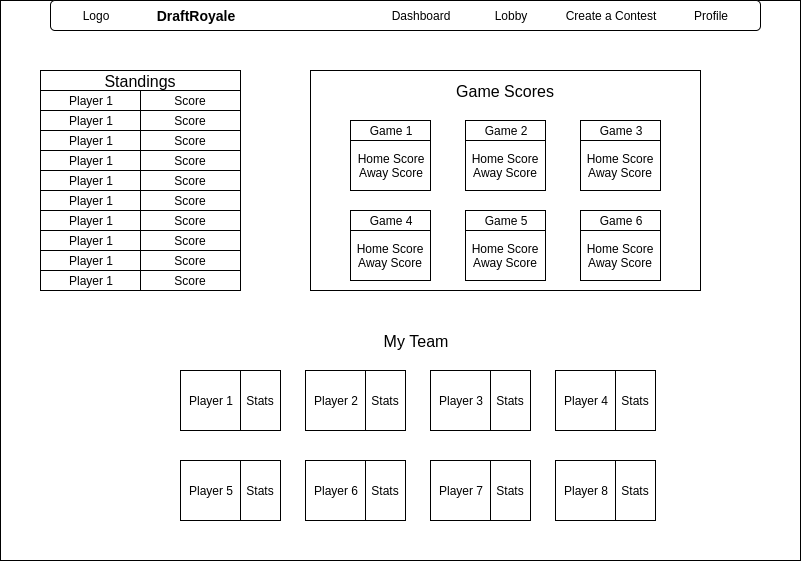 Logo DraftRoyale Dashboard Lobby Create a Contest Profile
Standings
Player 1 Score
Player 1 Score
Player 1 Score
Player 1 Score
Player 1 Score
Player 1 Score
Player 1 Score
Player 1 Score
Player 1 Score
Player 1 Score
Game Scores
Game 1
Home Score
Away Score
Game 2
Home Score
Away Score
Game 3
Home Score
Away Score
Game 4
Home Score
Away Score
Game 5
Home Score
Away Score
Game 6
Home Score
Away Score
My Team
Player 1 Stats
Player 2 Stats
Player 3 Stats
Player 4 Stats
Player 5 Stats
Player 6 Stats
Player 7 Stats
Player 8 Stats